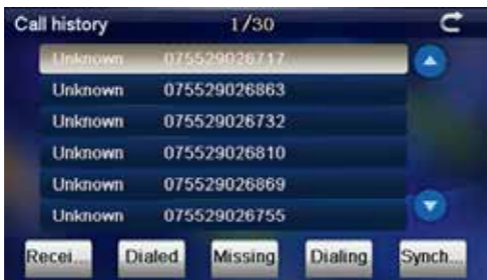 Call history 1/30
Unknown 075529026717
Unknown 075529026863
Unknown 075529026732
Unknown 075529026810
Unknown 075529026869
Unknown 075529026755
Recei... Dialed Missing Dialing Synch...